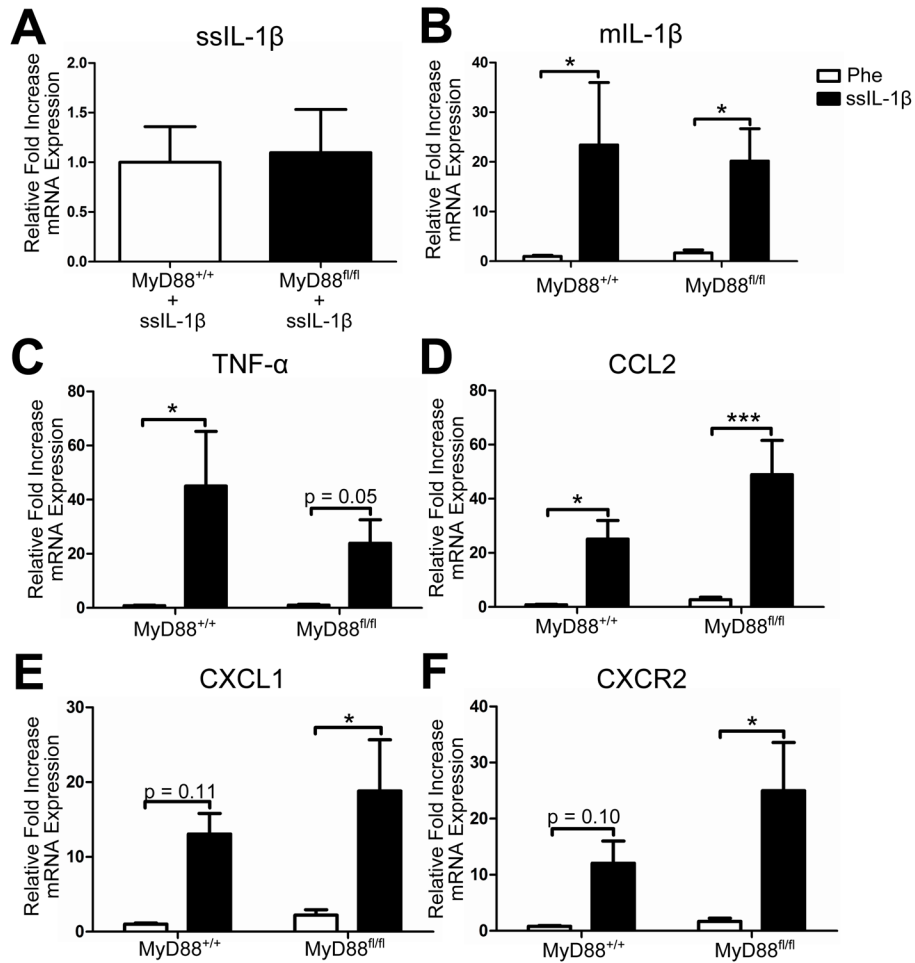 A
ssIL-1β
Relative Fold Increase
mRNA Expression
2.0
1.5
1.0
0.5
0.0
MyD88+/+
+
ssIL-1β
MyD88fl/fl
+
ssIL-1β
B
mIL-1β
Relative Fold Increase
mRNA Expression
40
30
20
10
0
*
*
MyD88+/+
MyD88fl/fl
Phe
ssIL-1β
C
TNF-α
Relative Fold Increase
mRNA Expression
80
60
40
20
0
*
p = 0.05
MyD88+/+
MyD88fl/fl
D
CCL2
Relative Fold Increase
mRNA Expression
80
60
40
20
0
*
***
MyD88+/+
MyD88fl/fl
E
CXCL1
Relative Fold Increase
mRNA Expression
30
20
10
0
p = 0.11
*
MyD88+/+
MyD88fl/fl
F
CXCR2
Relative Fold Increase
mRNA Expression
40
30
20
10
0
p = 0.10
*
MyD88+/+
MyD88fl/fl